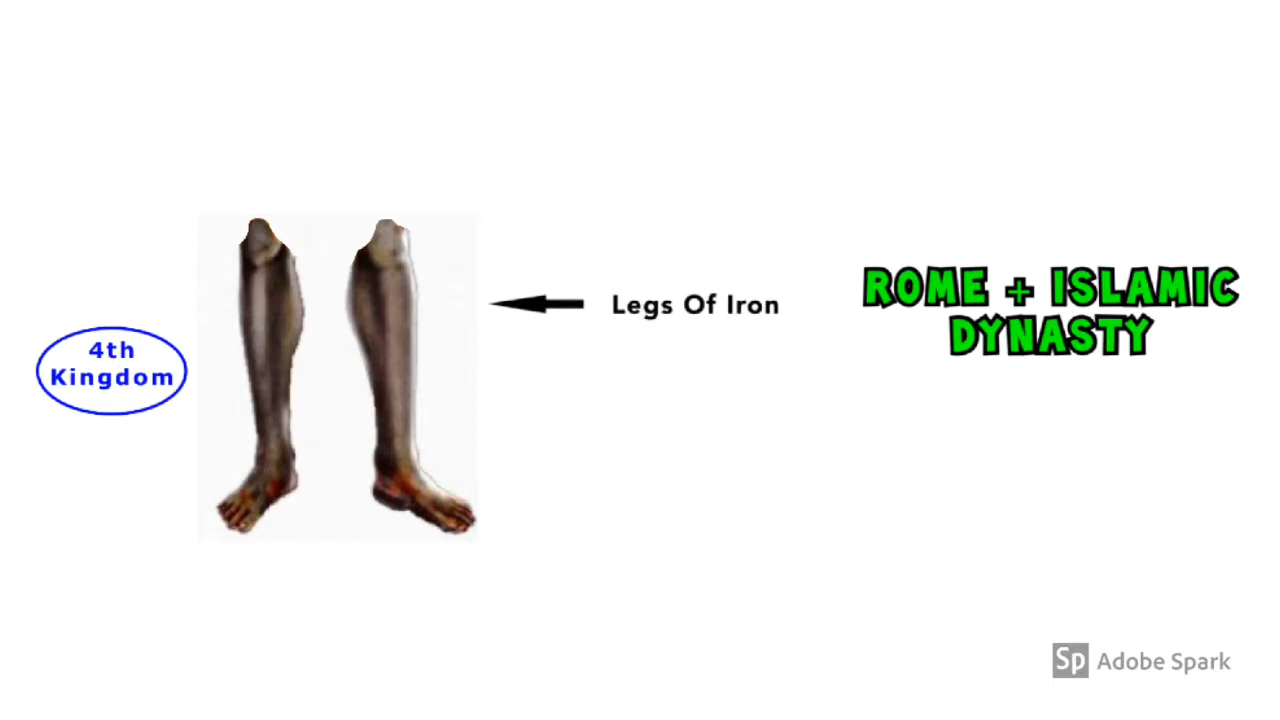 4th
Kingdom
Legs Of Iron
ROME + ISLAMIC
DYNASTY
Sp Adobe Spark